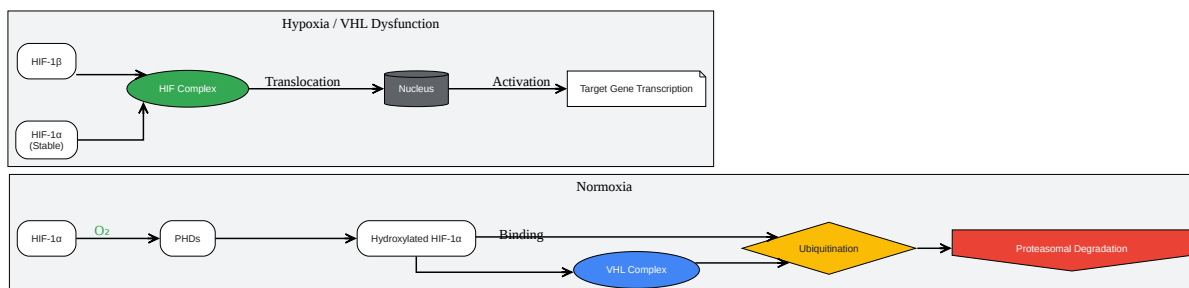 Hypoxia / VHL Dysfunction
HIF-1β
HIF Complex
Translocation
Nucleus
Activation
Target Gene Transcription
HIF-1α
(Stable)
Normoxia
HIF-1α
O₂
PHDs
Hydroxylated HIF-1α
Binding
VHL Complex
Ubiquitination
Proteasomal Degradation